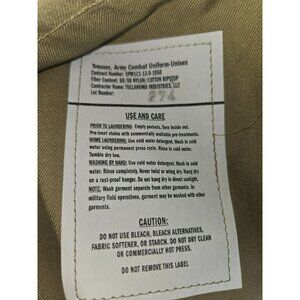 Trousers, Army Combat Uniform-Unisex
Contract Number: SPM1C1-13-D-1050
Fiber Content: 50/50 NYLON/COTTON RIPSTOP
Contractor Name: TULLAHOMA INDUSTRIES, LLC
Lot Number: 274
USE AND CARE
PRIOR TO LAUNDERING: Empty pockets, Turn inside out.
Pre-treat stains with commercially available pre-treatments.
HOME LAUNDERING: Use cold water detergent. Wash in cold
water using permanent press cycle. Rinse in cold water.
Tumble dry low.
WASHING BY HAND: Use cold water detergent. Wash in cold
water. Rinse completely. Never twist or wring dry. Hang dry
on a rust-proof hanger. Do not hang dry in direct sunlight.
NOTE: Wash garment separate from other garments. In
military field operations, garment may be washed with other
garments.
CAUTION:
DO NOT USE BLEACH, BLEACH ALTERNATIVES,
FABRIC SOFTENER, OR STARCH. DO NOT DRY CLEAN
OR COMMERCIALLY PRESS TROUSER.
DO NOT REMOVE THIS LABEL